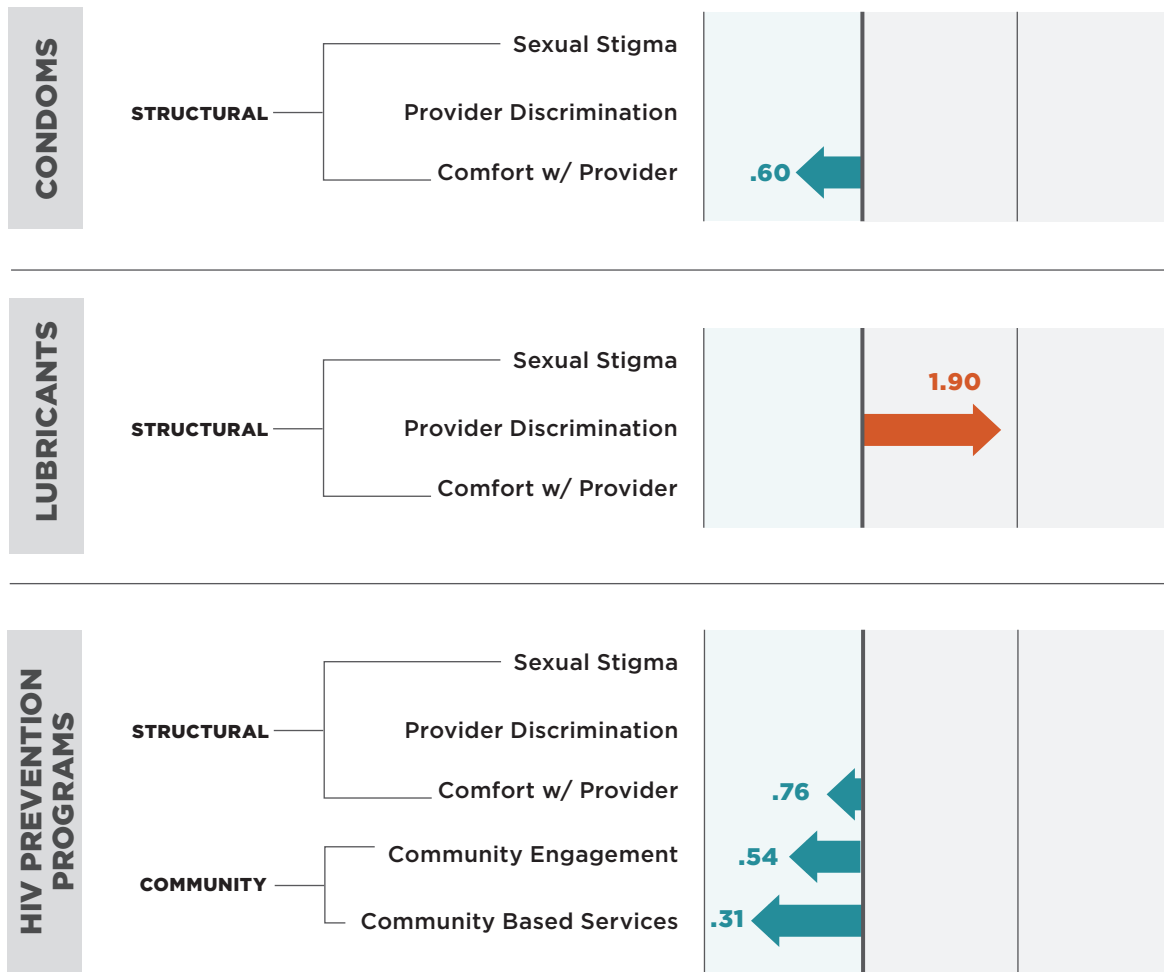 CONDOMS
STRUCTURAL
Sexual Stigma
Provider Discrimination
Comfort w/ Provider
.60
LUBRICANTS
STRUCTURAL
Sexual Stigma
Provider Discrimination
Comfort w/ Provider
1.90
HIV PREVENTION
PROGRAMS
STRUCTURAL
Sexual Stigma
Provider Discrimination
Comfort w/ Provider
.76
COMMUNITY
Community Engagement
.54
Community Based Services
.31